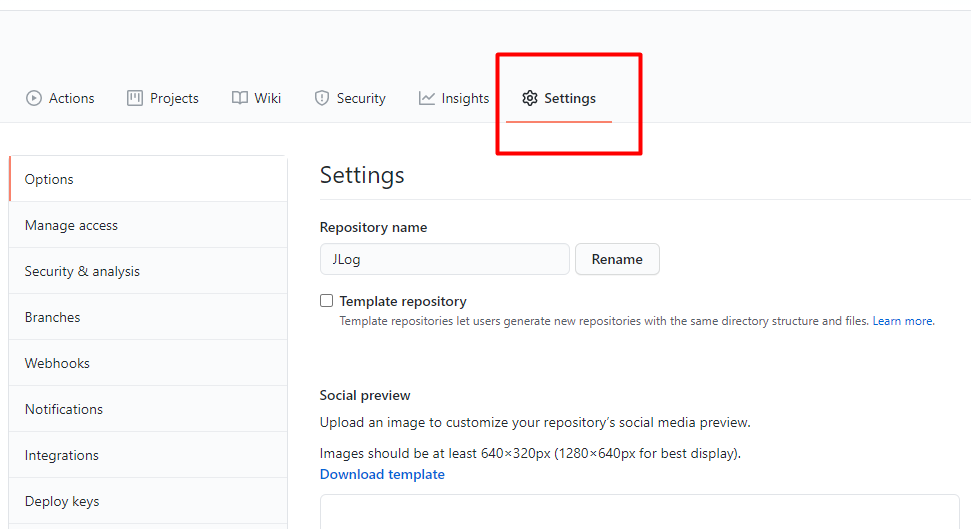 Actions Projects Wiki Security Insights Settings
Options
Manage access
Security & analysis
Branches
Webhooks
Notifications
Integrations
Deploy keys
Settings
Repository name
JLog Rename
Template repository
Template repositories let users generate new repositories with the same directory structure and files. Learn more.
Social preview
Upload an image to customize your repository’s social media preview.
Images should be at least 640×320px (1280×640px for best display).
Download template